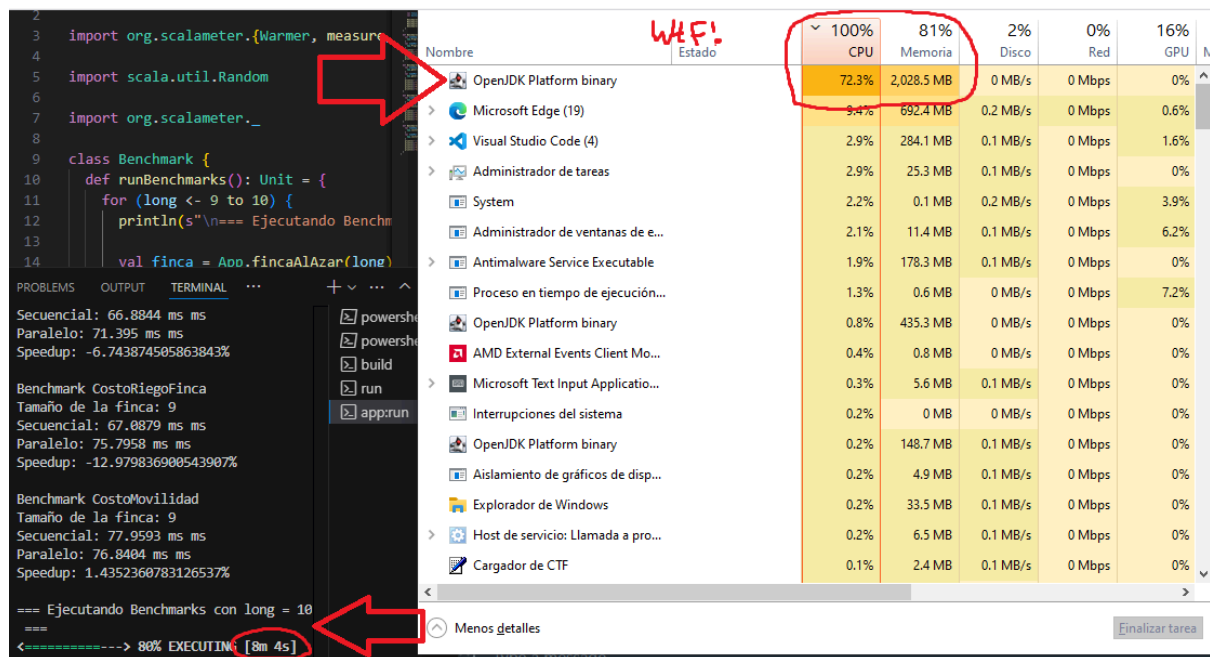 2
3 import org.scalameter.{Warmer, measure
4
5 import scala.util.Random
6
7 import org.scalameter._
8
9 class Benchmark {
10 def runBenchmarks(): Unit = {
11 for (long <- 9 to 10) {
12 println(s"\n=== Ejecutando Benchm
13
14 val finca = App.fincaAlAzar(long)
PROBLEMS OUTPUT TERMINAL ...
Secuencial: 66.8844 ms ms
Paralelo: 71.395 ms ms
Speedup: -6.743874505863843%
Benchmark CostoRiegoFinca
Tamaño de la finca: 9
Secuencial: 67.0879 ms ms
Paralelo: 75.7958 ms ms
Speedup: -12.979836900543907%
Benchmark CostoMovilidad
Tamaño de la finca: 9
Secuencial: 77.9593 ms ms
Paralelo: 76.8404 ms ms
Speedup: 1.4352360783126537%
=== Ejecutando Benchmarks con long = 10
===
<==========---> 80% EXECUTING [8m 4s]
powershe
powershe
build
run
app:run
WtF!
100% 81% 2% 0% 16%
Nombre Estado CPU Memoria Disco Red GPU N
OpenJDK Platform binary 72.3% 2,028.5 MB 0 MB/s 0 Mbps 0%
Microsoft Edge (19) 9.4% 692.4 MB 0.2 MB/s 0 Mbps 0.6%
Visual Studio Code (4) 2.9% 284.1 MB 0.1 MB/s 0 Mbps 1.6%
Administrador de tareas 2.9% 25.3 MB 0.1 MB/s 0 Mbps 0%
System 2.2% 0.1 MB 0.2 MB/s 0 Mbps 3.9%
Administrador de ventanas de e... 2.1% 11.4 MB 0.1 MB/s 0 Mbps 6.2%
Antimalware Service Executable 1.9% 178.3 MB 0.1 MB/s 0 Mbps 0%
Proceso en tiempo de ejecución... 1.3% 0.6 MB 0 MB/s 0 Mbps 7.2%
OpenJDK Platform binary 0.8% 435.3 MB 0 MB/s 0 Mbps 0%
AMD External Events Client Mo... 0.4% 0.8 MB 0 MB/s 0 Mbps 0%
Microsoft Text Input Applicatio... 0.3% 5.6 MB 0.1 MB/s 0 Mbps 0%
Interrupciones del sistema 0.2% 0 MB 0 MB/s 0 Mbps 0%
OpenJDK Platform binary 0.2% 148.7 MB 0.1 MB/s 0 Mbps 0%
Aislamiento de gráficos de disp... 0.2% 4.9 MB 0.1 MB/s 0 Mbps 0%
Explorador de Windows 0.2% 33.5 MB 0.1 MB/s 0 Mbps 0%
Host de servicio: Llamada a pro... 0.2% 6.5 MB 0.1 MB/s 0 Mbps 0%
Cargador de CTF 0.1% 2.4 MB 0.1 MB/s 0 Mbps 0%
Menos detalles
Finalizar tarea